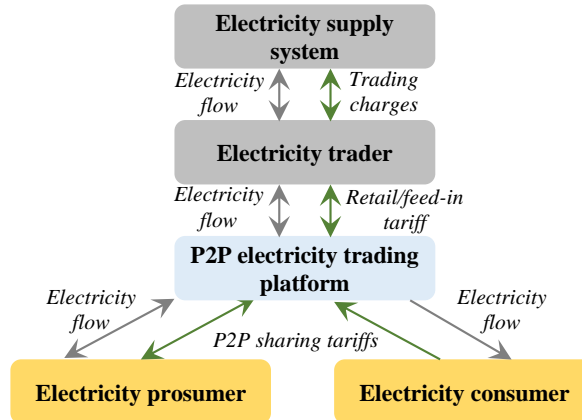 Electricity supply
system
Electricity
flow
Trading
charges
Electricity trader
Electricity
flow
Retail/feed-in
tariff
P2P electricity trading
platform
Electricity
flow
P2P sharing tariffs
Electricity
flow
Electricity prosumer
Electricity consumer